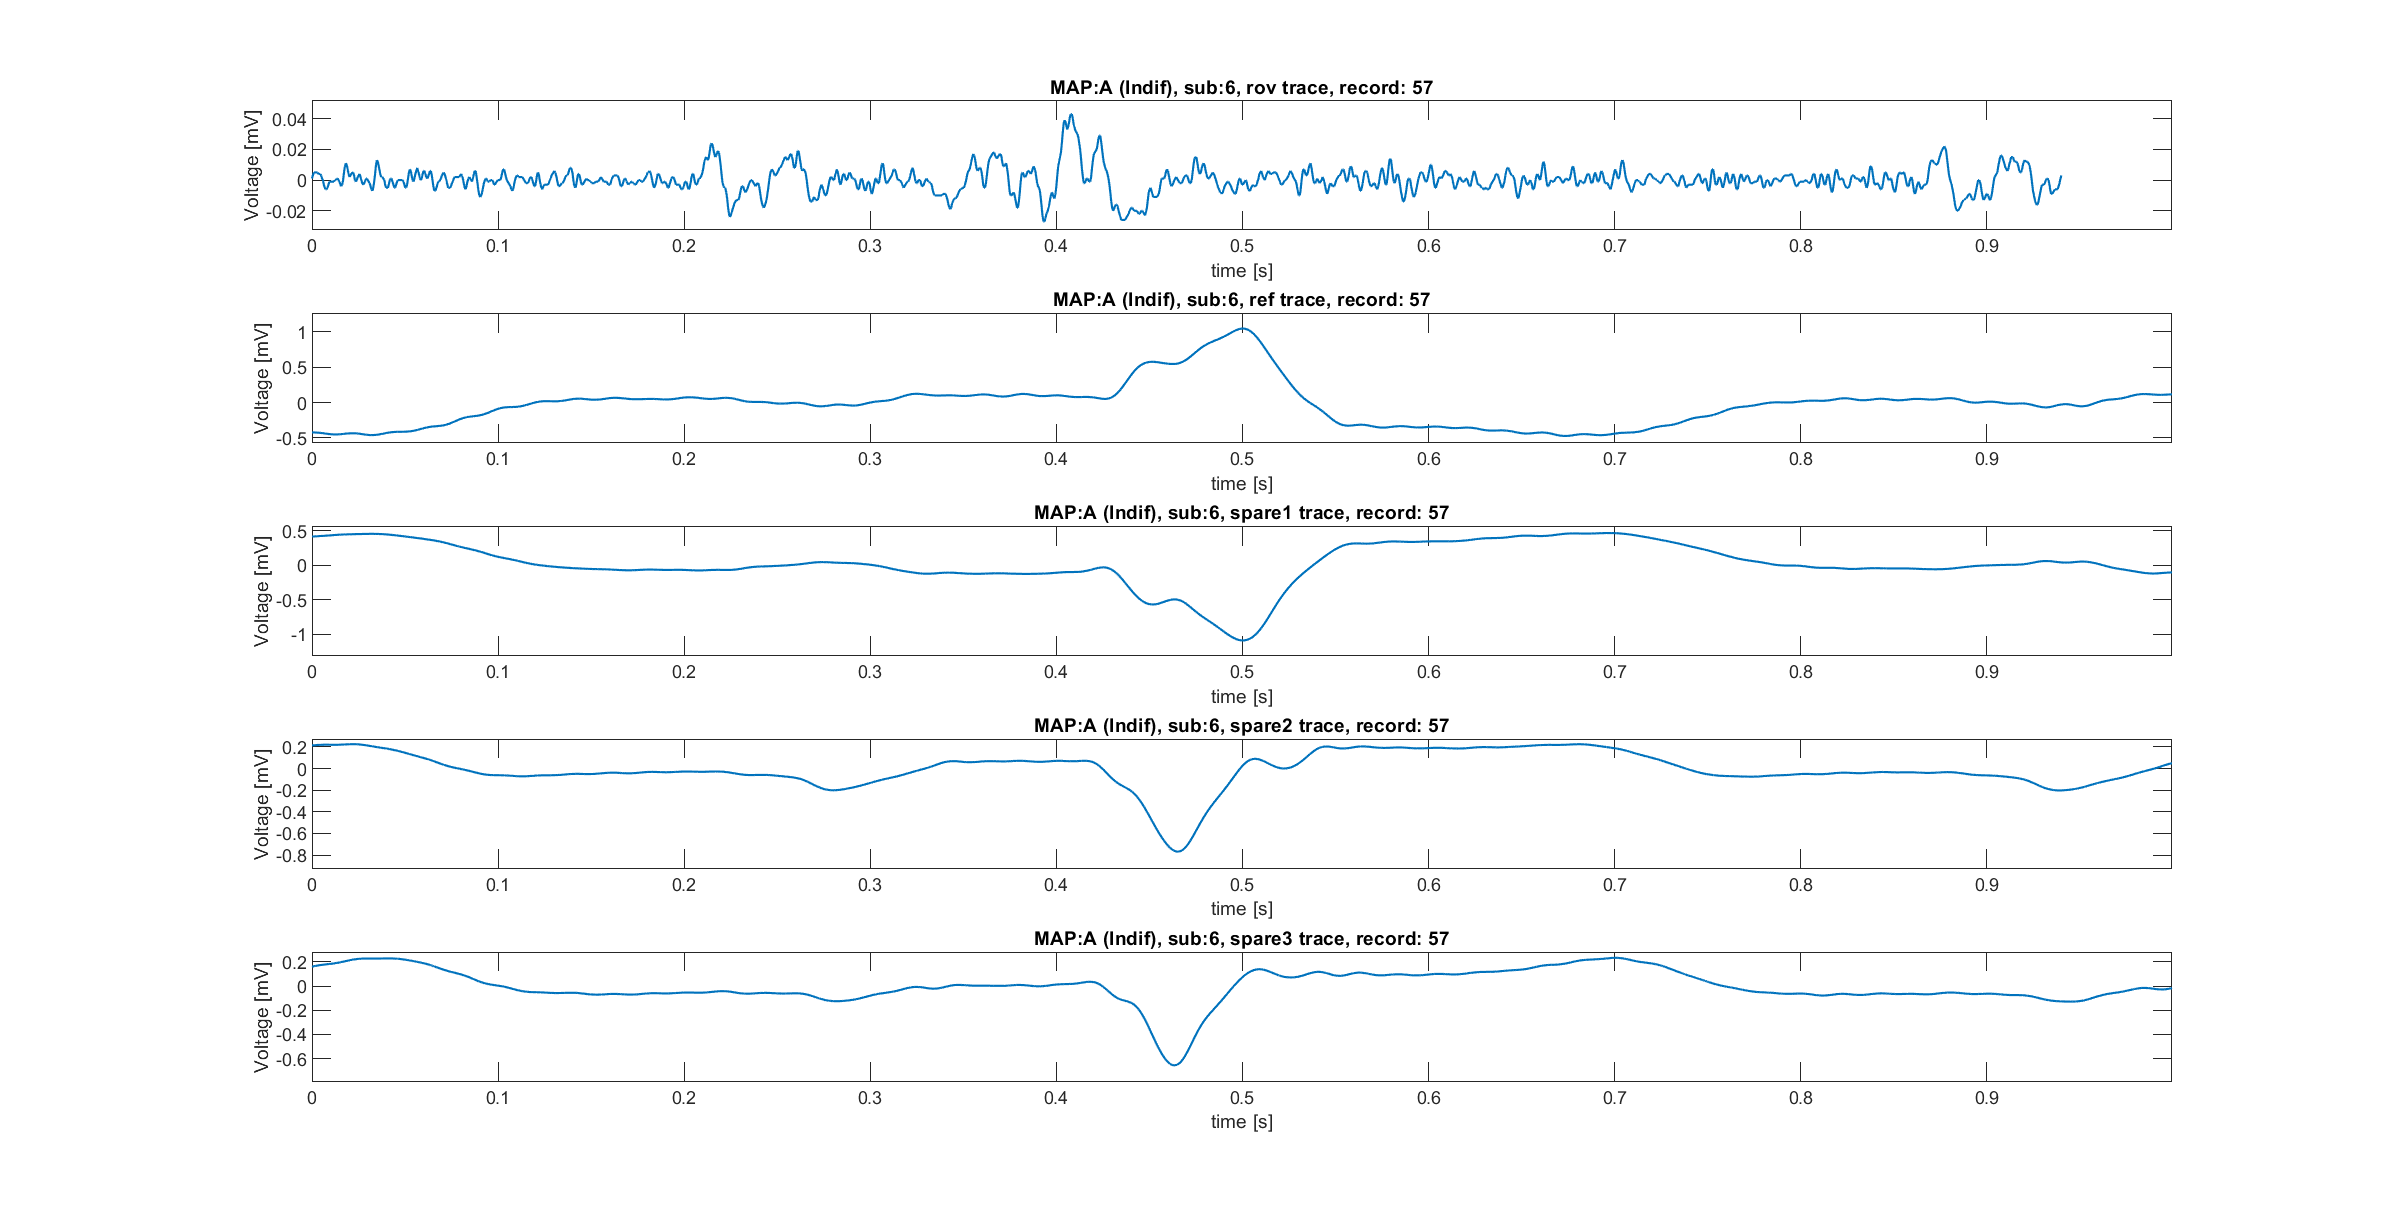 MAP:A (Indif), sub:6, rov trace, record: 57
Voltage [mV]
0.04
0.02
0
-0.02
0 0.1 0.2 0.3 0.4 0.5 0.6 0.7 0.8 0.9
time [s]
MAP:A (Indif), sub:6, ref trace, record: 57
Voltage [mV]
1
0.5
0
-0.5
0 0.1 0.2 0.3 0.4 0.5 0.6 0.7 0.8 0.9
time [s]
MAP:A (Indif), sub:6, spare1 trace, record: 57
Voltage [mV]
0.5
0
-0.5
-1
0 0.1 0.2 0.3 0.4 0.5 0.6 0.7 0.8 0.9
time [s]
MAP:A (Indif), sub:6, spare2 trace, record: 57
Voltage [mV]
0.2
0
-0.2
-0.4
-0.6
-0.8
0 0.1 0.2 0.3 0.4 0.5 0.6 0.7 0.8 0.9
time [s]
MAP:A (Indif), sub:6, spare3 trace, record: 57
Voltage [mV]
0.2
0
-0.2
-0.4
-0.6
0 0.1 0.2 0.3 0.4 0.5 0.6 0.7 0.8 0.9
time [s]